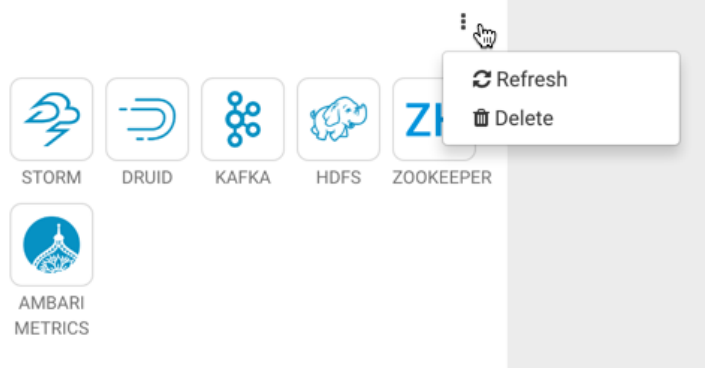 Refresh
Delete
STORM
DRUID
KAFKA
HDFS
ZOOKEEPER
AMBARI
METRICS